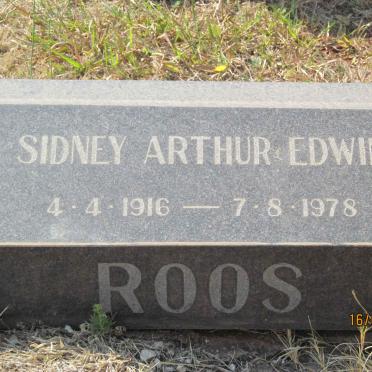 SIDNEY ARTHUR EDWI
4·4·1916 — 7·8·1978
ROOS
16/